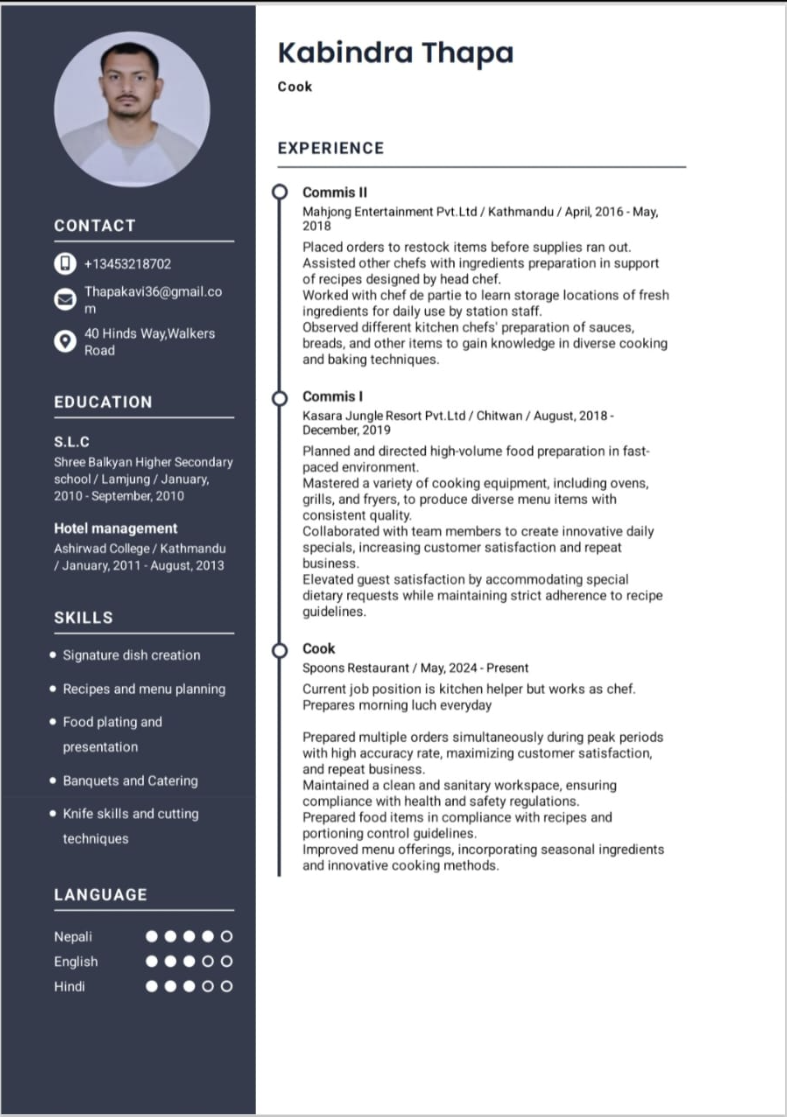 Kabindra Thapa
Cook
CONTACT
+13453218702
Thapakavi36@gmail.co
m
40 Hinds Way,Walkers
Road
EDUCATION
S.L.C
Shree Balkyan Higher Secondary
school / Lamjung / January,
2010 - September, 2010
Hotel management
Ashirwad College / Kathmandu
/ January, 2011 - August, 2013
SKILLS
Signature dish creation
Recipes and menu planning
Food plating and
presentation
Banquets and Catering
Knife skills and cutting
techniques
LANGUAGE
Nepali
English
Hindi
EXPERIENCE
Commis II
Mahjong Entertainment Pvt.Ltd / Kathmandu / April, 2016 - May,
2018
Placed orders to restock items before supplies ran out.
Assisted other chefs with ingredients preparation in support
of recipes designed by head chef.
Worked with chef de partie to learn storage locations of fresh
ingredients for daily use by station staff.
Observed different kitchen chefs' preparation of sauces,
breads, and other items to gain knowledge in diverse cooking
and baking techniques.
Commis I
Kasara Jungle Resort Pvt.Ltd / Chitwan / August, 2018 -
December, 2019
Planned and directed high-volume food preparation in fast-
paced environment.
Mastered a variety of cooking equipment, including ovens,
grills, and fryers, to produce diverse menu items with
consistent quality.
Collaborated with team members to create innovative daily
specials, increasing customer satisfaction and repeat
business.
Elevated guest satisfaction by accommodating special
dietary requests while maintaining strict adherence to recipe
guidelines.
Cook
Spoons Restaurant / May, 2024 - Present
Current job position is kitchen helper but works as chef.
Prepares morning luch everyday
Prepared multiple orders simultaneously during peak periods
with high accuracy rate, maximizing customer satisfaction,
and repeat business.
Maintained a clean and sanitary workspace, ensuring
compliance with health and safety regulations.
Prepared food items in compliance with recipes and
portioning control guidelines.
Improved menu offerings, incorporating seasonal ingredients
and innovative cooking methods.